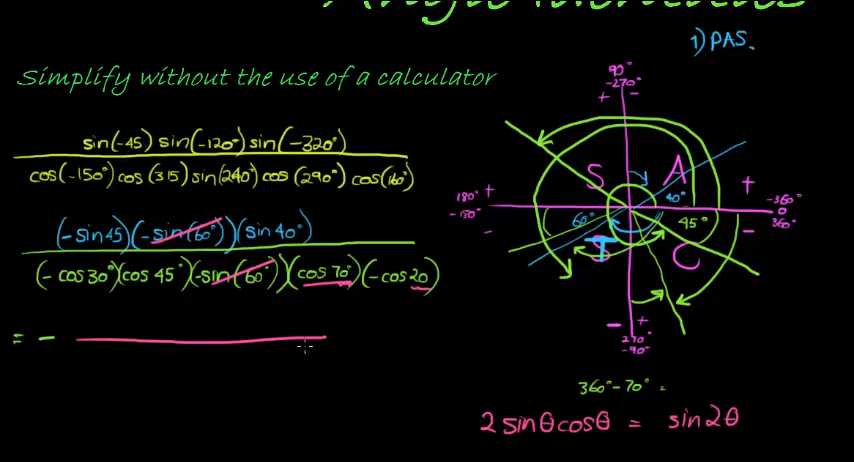 1) PAS.
Simplify without the use of a calculator
sin(-45) sin(-120°) sin(-320°)
cos(-150°) cos(315) sin(240°) cos(290°) cos(160°)
(-sin45)(-sin(60°))(sin40°)
(-cos30°)(cos45°)(-sin(60°))(cos70°)(-cos20)
= -
90°
-270°
+ -
S A
180° +
-180° -
60° 40° 45°
+ -360°
0
- 360°
T C
- +
270°
-90°
360°-70° =
2sinθcosθ = sin2θ